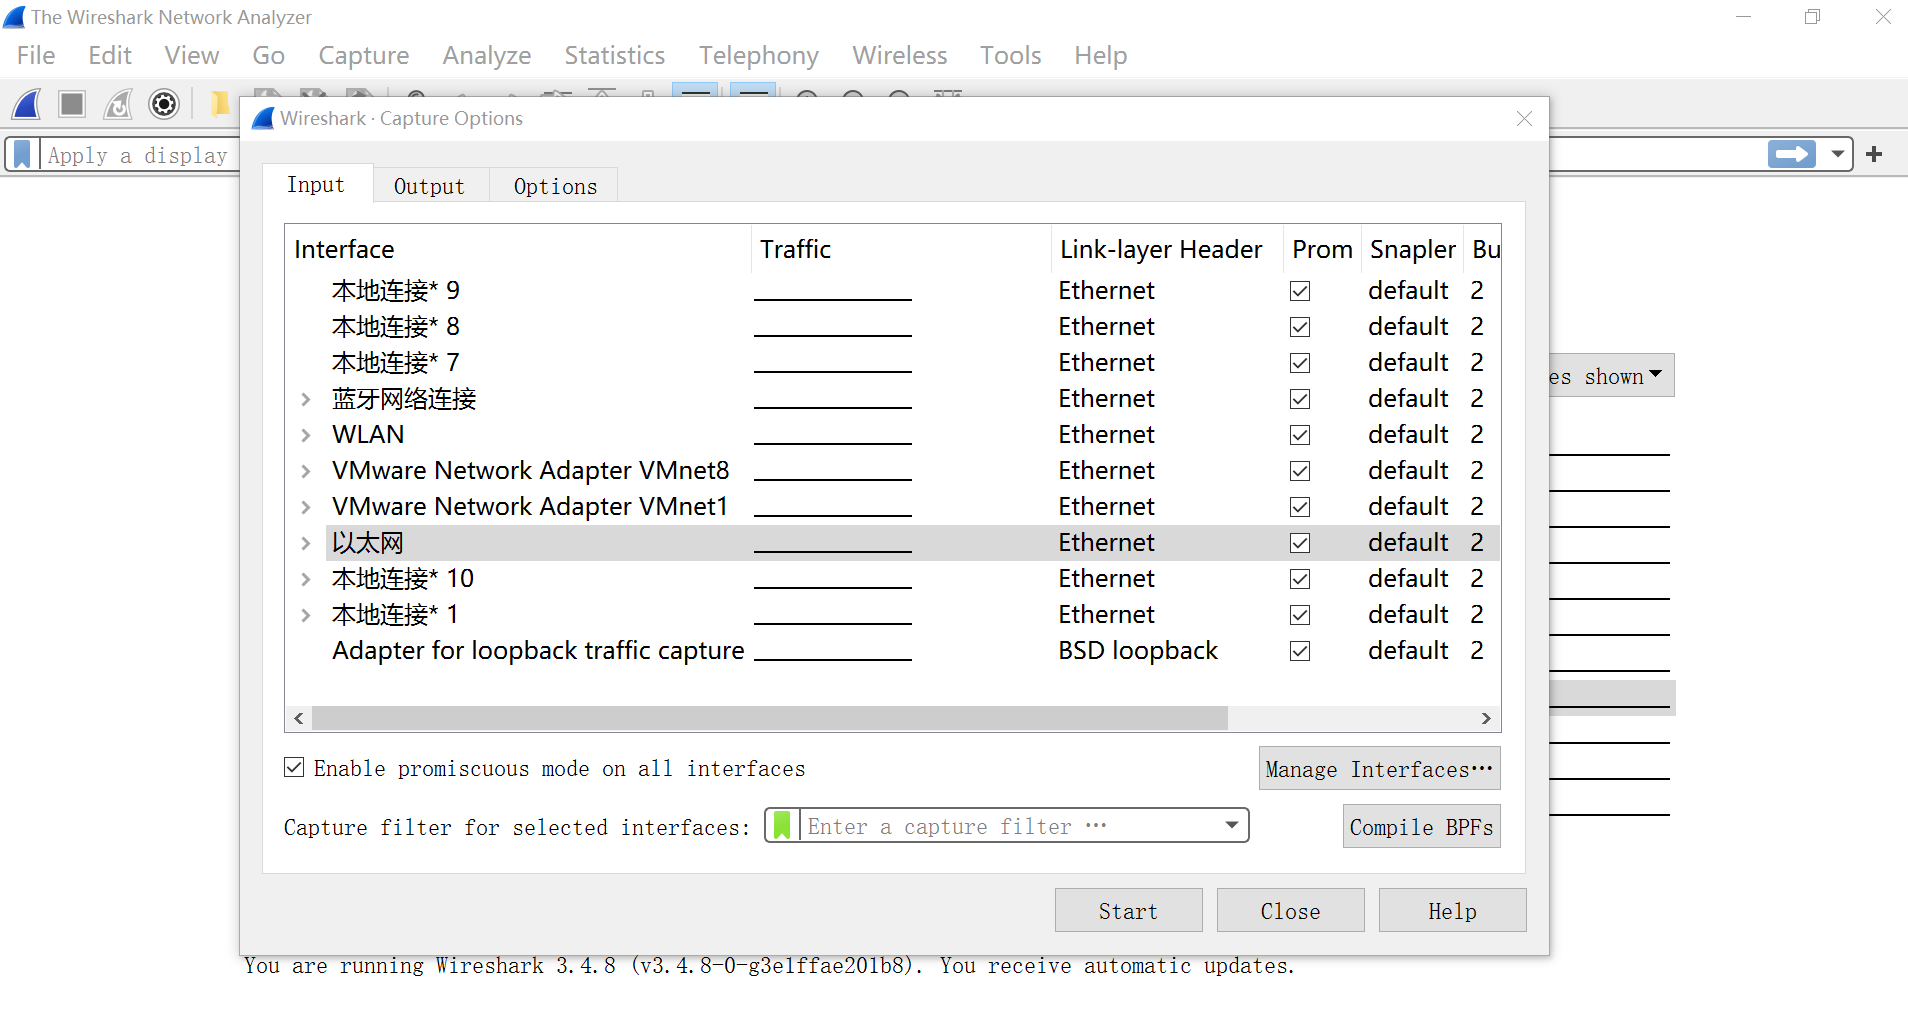 The Wireshark Network Analyzer
File Edit View Go Capture Analyze Statistics Telephony Wireless Tools Help
Wireshark · Capture Options
Apply a display
Input Output Options
Interface Traffic Link-layer Header Prom Snapler Bu
本地连接* 9 Ethernet default 2
本地连接* 8 Ethernet default 2
本地连接* 7 Ethernet default 2
es shown
蓝牙网络连接 Ethernet default 2
WLAN Ethernet default 2
VMware Network Adapter VMnet8 Ethernet default 2
VMware Network Adapter VMnet1 Ethernet default 2
以太网 Ethernet default 2
本地连接* 10 Ethernet default 2
本地连接* 1 Ethernet default 2
Adapter for loopback traffic capture BSD loopback default 2
Enable promiscuous mode on all interfaces Manage Interfaces…
Capture filter for selected interfaces: Enter a capture filter … Compile BPFs
Start Close Help
You are running Wireshark 3.4.8 (v3.4.8-0-g3e1ffae201b8). You receive automatic updates.